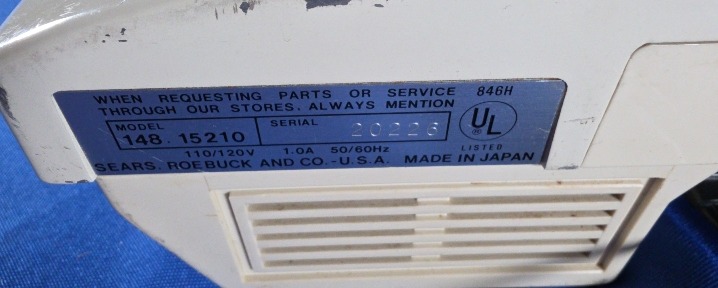 WHEN REQUESTING PARTS OR SERVICE 846H
THROUGH OUR STORES. ALWAYS MENTION
MODEL
148. 15210
SERIAL
20226
UL
®
LISTED
110/120V 1.0A 50/60Hz
SEARS. ROEBUCK AND CO.-U.S.A. MADE IN JAPAN